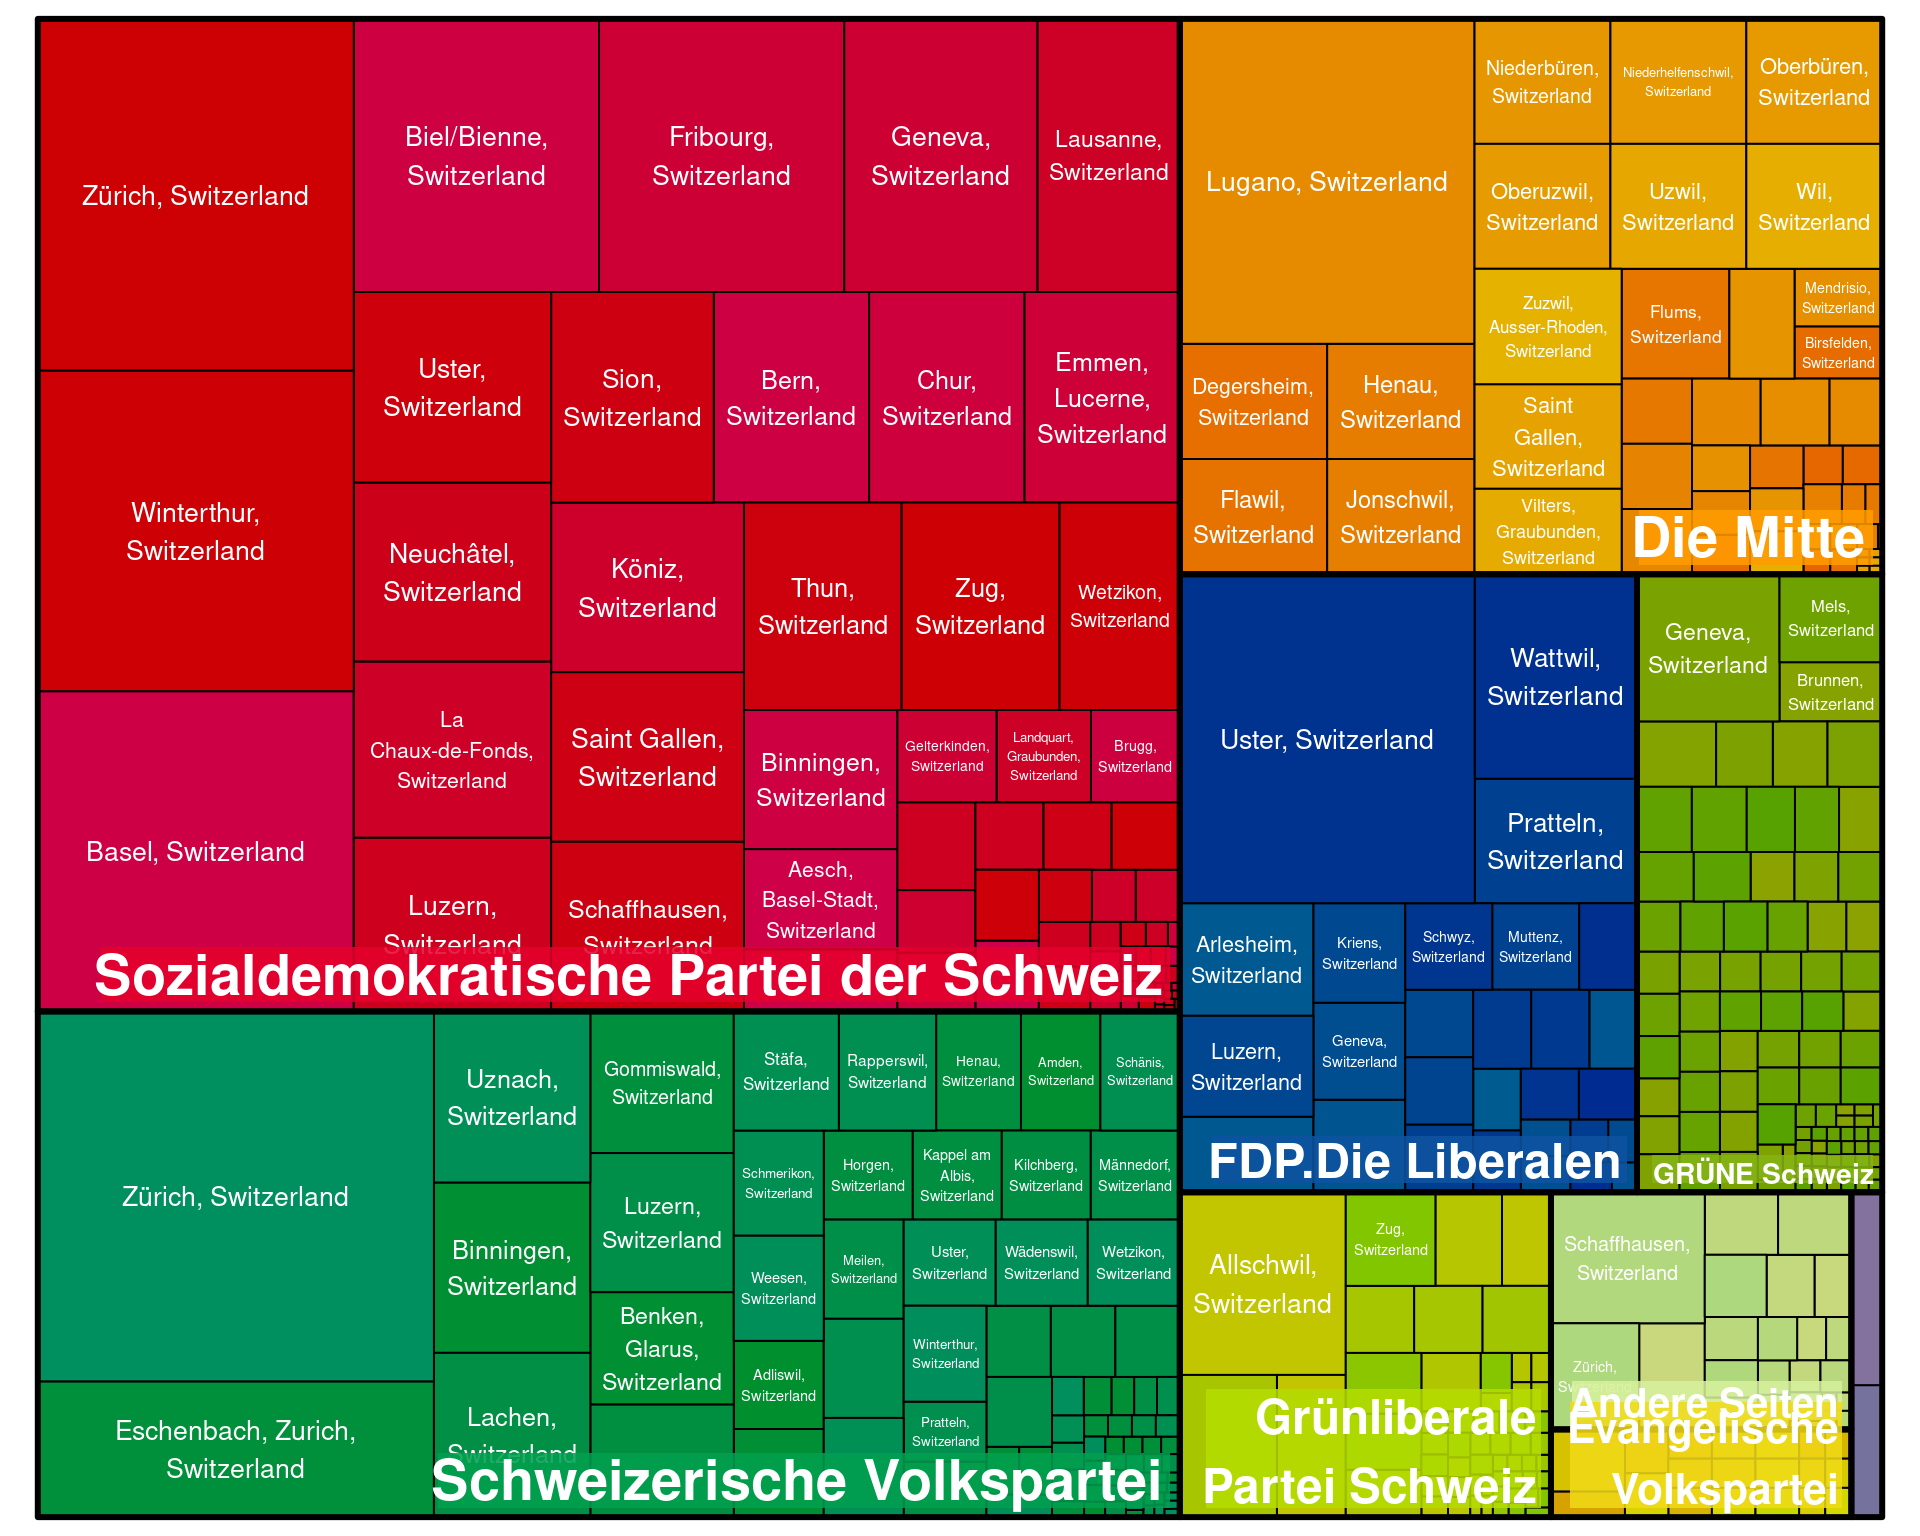 Zürich, Switzerland
Winterthur,
Switzerland
Basel, Switzerland
Biel/Bienne,
Switzerland
Fribourg,
Switzerland
Geneva,
Switzerland
Lausanne,
Switzerland
Uster,
Switzerland
Sion,
Switzerland
Bern,
Switzerland
Chur,
Switzerland
Emmen,
Lucerne,
Switzerland
Neuchâtel,
Switzerland
Köniz,
Switzerland
Thun,
Switzerland
Zug,
Switzerland
Wetzikon,
Switzerland
La
Chaux-de-Fonds,
Switzerland
Saint Gallen,
Switzerland
Binningen,
Switzerland
Gelterkinden,
Switzerland
Landquart,
Graubunden,
Switzerland
Brugg,
Switzerland
Luzern,
Switzerland
Schaffhausen,
Switzerland
Aesch,
Basel-Stadt,
Switzerland
Sozialdemokratische Partei der Schweiz
Lugano, Switzerland
Niederbüren,
Switzerland
Niederhelfenschwil,
Switzerland
Oberbüren,
Switzerland
Oberuzwil,
Switzerland
Uzwil,
Switzerland
Wil,
Switzerland
Zuzwil,
Ausser-Rhoden,
Switzerland
Flums,
Switzerland
Mendrisio,
Switzerland
Birsfelden,
Switzerland
Degersheim,
Switzerland
Henau,
Switzerland
Saint
Gallen,
Switzerland
Flawil,
Switzerland
Jonschwil,
Switzerland
Vilters,
Graubunden,
Switzerland
Die Mitte
Uster, Switzerland
Wattwil,
Switzerland
Pratteln,
Switzerland
Arlesheim,
Switzerland
Kriens,
Switzerland
Schwyz,
Switzerland
Muttenz,
Switzerland
Luzern,
Switzerland
Geneva,
Switzerland
FDP.Die Liberalen
Geneva,
Switzerland
Mels,
Switzerland
Brunnen,
Switzerland
GRÜNE Schweiz
Zürich, Switzerland
Eschenbach, Zurich,
Switzerland
Uznach,
Switzerland
Binningen,
Switzerland
Lachen,
Switzerland
Gommiswald,
Switzerland
Luzern,
Switzerland
Benken,
Glarus,
Switzerland
Stäfa,
Switzerland
Rapperswil,
Switzerland
Henau,
Switzerland
Amden,
Switzerland
Schänis,
Switzerland
Schmerikon,
Switzerland
Horgen,
Switzerland
Kappel am
Albis,
Switzerland
Kilchberg,
Switzerland
Männedorf,
Switzerland
Weesen,
Switzerland
Meilen,
Switzerland
Uster,
Switzerland
Wädenswil,
Switzerland
Wetzikon,
Switzerland
Adliswil,
Switzerland
Winterthur,
Switzerland
Pratteln,
Switzerland
Schweizerische Volkspartei
Allschwil,
Switzerland
Zug,
Switzerland
Grünliberale
Partei Schweiz
Schaffhausen,
Switzerland
Zürich,
Switzerland
Andere Seiten
Evangelische
Volkspartei